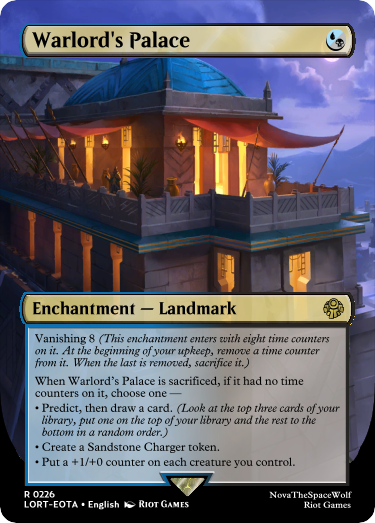 Warlord's Palace
Enchantment — Landmark
Vanishing 8 (This enchantment enters with eight time counters
on it. At the beginning of your upkeep, remove a time counter
from it. When the last is removed, sacrifice it.)
When Warlord's Palace is sacrificed, if it had no time
counters on it, choose one —
• Predict, then draw a card. (Look at the top three cards of your
library, put one on the top of your library and the rest to the
bottom in a random order.)
• Create a Sandstone Charger token.
• Put a +1/+0 counter on each creature you control.
R 0226
LORT-EOTA • English Riot Games
NovaTheSpaceWolf
Riot Games